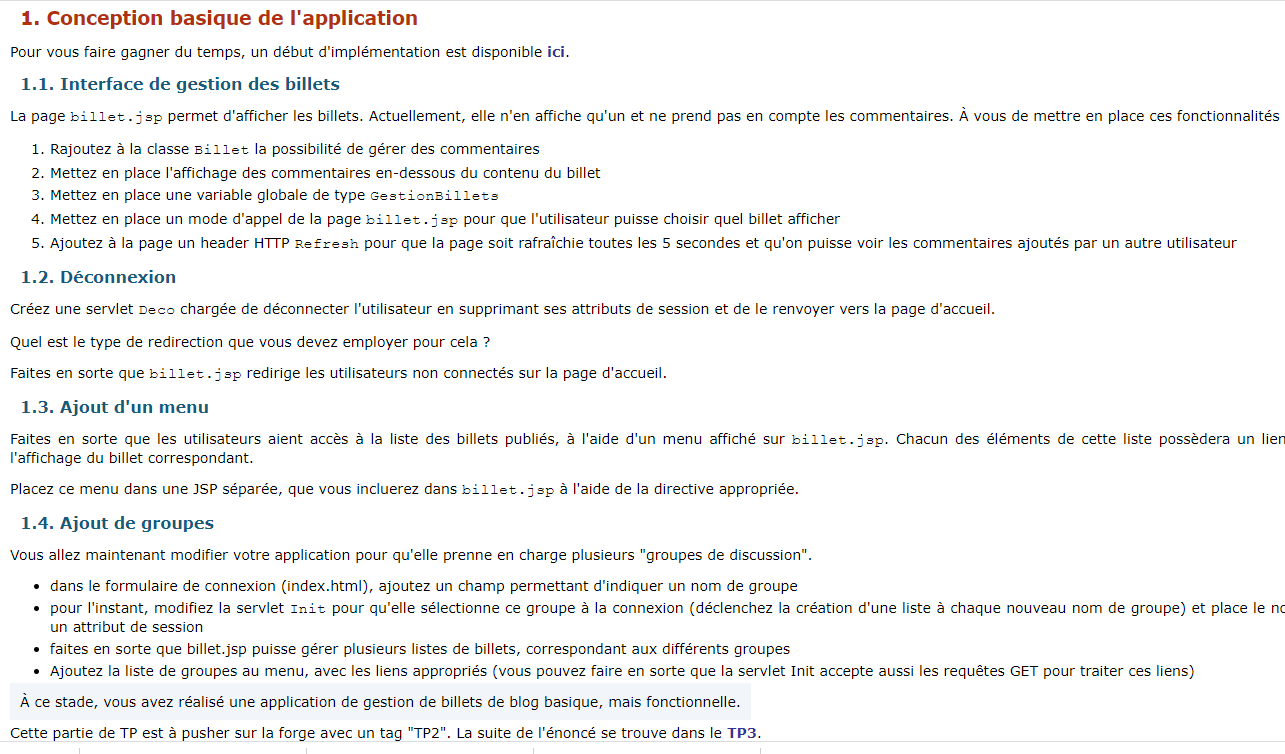 1. Conception basique de l'application
Pour vous faire gagner du temps, un début d'implémentation est disponible ici.
1.1. Interface de gestion des billets
La page billet.jsp permet d'afficher les billets. Actuellement, elle n'en affiche qu'un et ne prend pas en compte les commentaires. À vous de mettre en place ces fonctionnalités
1. Rajoutez à la classe Billet la possibilité de gérer des commentaires
2. Mettez en place l'affichage des commentaires en-dessous du contenu du billet
3. Mettez en place une variable globale de type GestionBillets
4. Mettez en place un mode d'appel de la page billet.jsp pour que l'utilisateur puisse choisir quel billet afficher
5. Ajoutez à la page un header HTTP Refresh pour que la page soit rafraîchie toutes les 5 secondes et qu'on puisse voir les commentaires ajoutés par un autre utilisateur
1.2. Déconnexion
Créez une servlet Deco chargée de déconnecter l'utilisateur en supprimant ses attributs de session et de le renvoyer vers la page d'accueil.
Quel est le type de redirection que vous devez employer pour cela ?
Faites en sorte que billet.jsp redirige les utilisateurs non connectés sur la page d'accueil.
1.3. Ajout d'un menu
Faites en sorte que les utilisateurs aient accès à la liste des billets publiés, à l'aide d'un menu affiché sur billet.jsp. Chacun des éléments de cette liste possèdera un lien
l'affichage du billet correspondant.
Placez ce menu dans une JSP séparée, que vous incluerez dans billet.jsp à l'aide de la directive appropriée.
1.4. Ajout de groupes
Vous allez maintenant modifier votre application pour qu'elle prenne en charge plusieurs "groupes de discussion".
• dans le formulaire de connexion (index.html), ajoutez un champ permettant d'indiquer un nom de groupe
• pour l'instant, modifiez la servlet Init pour qu'elle sélectionne ce groupe à la connexion (déclenchez la création d'une liste à chaque nouveau nom de groupe) et place le
un attribut de session
• faites en sorte que billet.jsp puisse gérer plusieurs listes de billets, correspondant aux différents groupes
• Ajoutez la liste de groupes au menu, avec les liens appropriés (vous pouvez faire en sorte que la servlet Init accepte aussi les requêtes GET pour traiter ces liens)
À ce stade, vous avez réalisé une application de gestion de billets de blog basique, mais fonctionnelle.
Cette partie de TP est à pusher sur la forge avec un tag "TP2". La suite de l'énoncé se trouve dans le TP3.